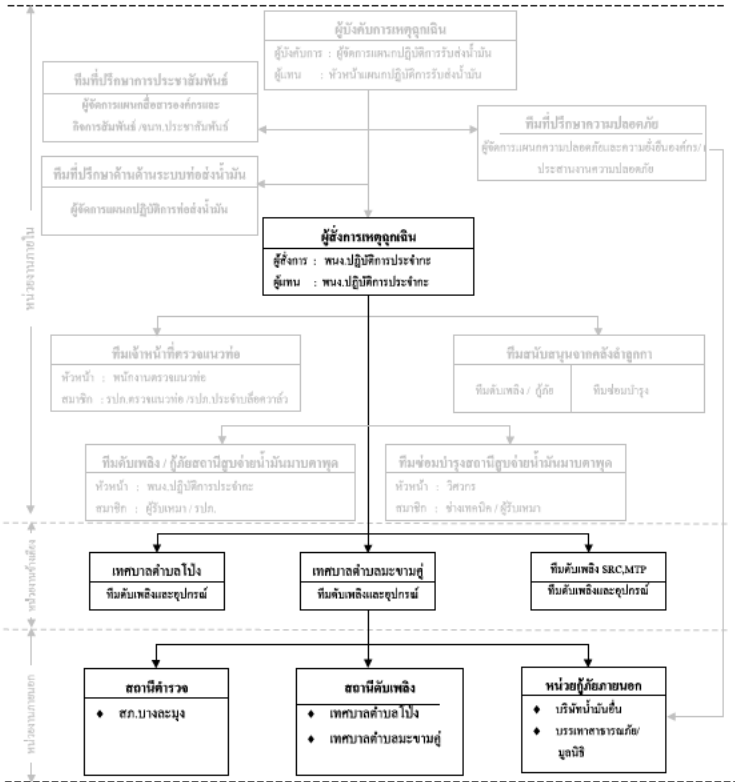 ผู้บังคับการเหตุฉุกเฉิน
ผู้บังคับการ : ผู้จัดการแผนกปฏิบัติการรับส่งน้ำมัน
ผู้แทน : หัวหน้าแผนกปฏิบัติการรับส่งน้ำมัน
ทีมที่ปรึกษาการประชาสัมพันธ์
ผู้จัดการแผนกสื่อสารองค์กรและ
กิจการสัมพันธ์ /จนท.ประชาสัมพันธ์
ทีมที่ปรึกษาความปลอดภัย
ผู้จัดการแผนกความปลอดภัยและความยั่งยืนองค์กร/
ประสานงานความปลอดภัย
ทีมที่ปรึกษาด้านด้านระบบท่อส่งน้ำมัน
ผู้จัดการแผนกปฏิบัติการท่อส่งน้ำมัน
หน่วยงานภายใน
ผู้สั่งการเหตุฉุกเฉิน
ผู้สั่งการ : พนง.ปฏิบัติการประจำกะ
ผู้แทน : พนง.ปฏิบัติการประจำกะ
ทีมเจ้าหน้าที่ตรวจแนวท่อ
หัวหน้า : พนักงานตรวจแนวท่อ
สมาชิก : รปภ.ตรวจแนวท่อ /รปภ.ประจำบล็อควาล์ว
ทีมสนับสนุนจากคลังลำลูกกา
ทีมดับเพลิง / กู้ภัย
ทีมซ่อมบำรุง
ทีมดับเพลิง / กู้ภัยสถานีสูบจ่ายน้ำมันมาบตาพุด
หัวหน้า : พนง.ปฏิบัติการประจำกะ
สมาชิก : ผู้รับเหมา / รปภ.
ทีมซ่อมบำรุงสถานีสูบจ่ายน้ำมันมาบตาพุด
หัวหน้า : วิศวกร
สมาชิก : ช่างเทคนิค / ผู้รับเหมา
หน่วยงานข้างเคียง
เทศบาลตำบลโป่ง
ทีมดับเพลิงและอุปกรณ์
เทศบาลตำบลมะขามคู่
ทีมดับเพลิงและอุปกรณ์
ทีมดับเพลิง SRC,MTP
ทีมดับเพลิงและอุปกรณ์
หน่วยงานภายนอก
สถานีตำรวจ
♦ สภ.บางละมุง
สถานีดับเพลิง
♦ เทศบาลตำบลโป่ง
♦ เทศบาลตำบลมะขามคู่
หน่วยกู้ภัยภายนอก
♦ บริษัทน้ำมันอื่น
♦ บรรเทาสาธารณภัย/
มูลนิธิ